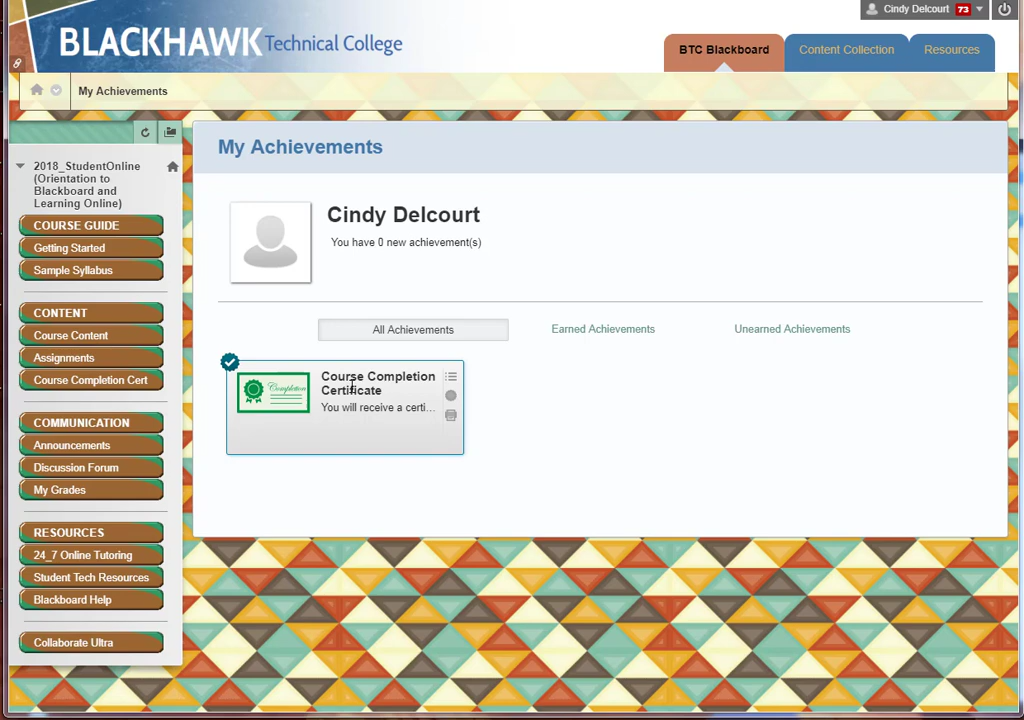 Cindy Delcourt 73
BLACKHAWK Technical College
BTC Blackboard
Content Collection
Resources
My Achievements
2018_StudentOnline
(Orientation to
Blackboard and
Learning Online)
COURSE GUIDE
Getting Started
Sample Syllabus
CONTENT
Course Content
Assignments
Course Completion Cert
COMMUNICATION
Announcements
Discussion Forum
My Grades
RESOURCES
24_7 Online Tutoring
Student Tech Resources
Blackboard Help
Collaborate Ultra
My Achievements
Cindy Delcourt
You have 0 new achievement(s)
All Achievements
Earned Achievements
Unearned Achievements
Completion
Course Completion
Certificate
You will receive a certi...